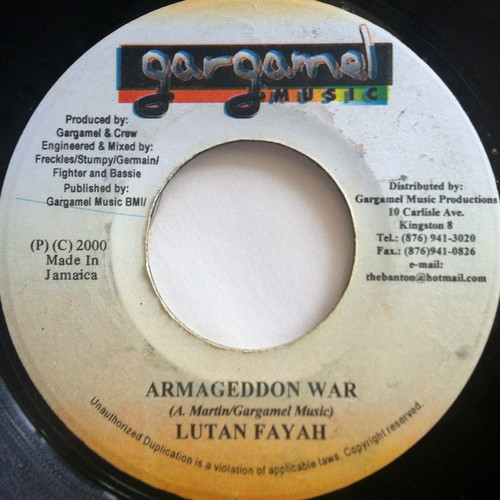 gargamel
MUSIC
Produced by:
Gargamel & Crew
Engineered & Mixed by:
Freckles/Stumpy/Germain/
Fighter and Bassie
Published by:
Gargamel Music BMI/
(P) (C) 2000
Made In
Jamaica
Distributed by:
Gargamel Music Productions
10 Carlisle Ave.
Kingston 8
Tel.: (876) 941-3020
Fax.: (876) 941-0826
e-mail:
thebanton@hotmail.com
ARMAGEDDON WAR
(A. Martin/Gargamel Music)
LUTAN FAYAH
Unauthorized Duplication is a violation of applicable laws. Copyright reserved.